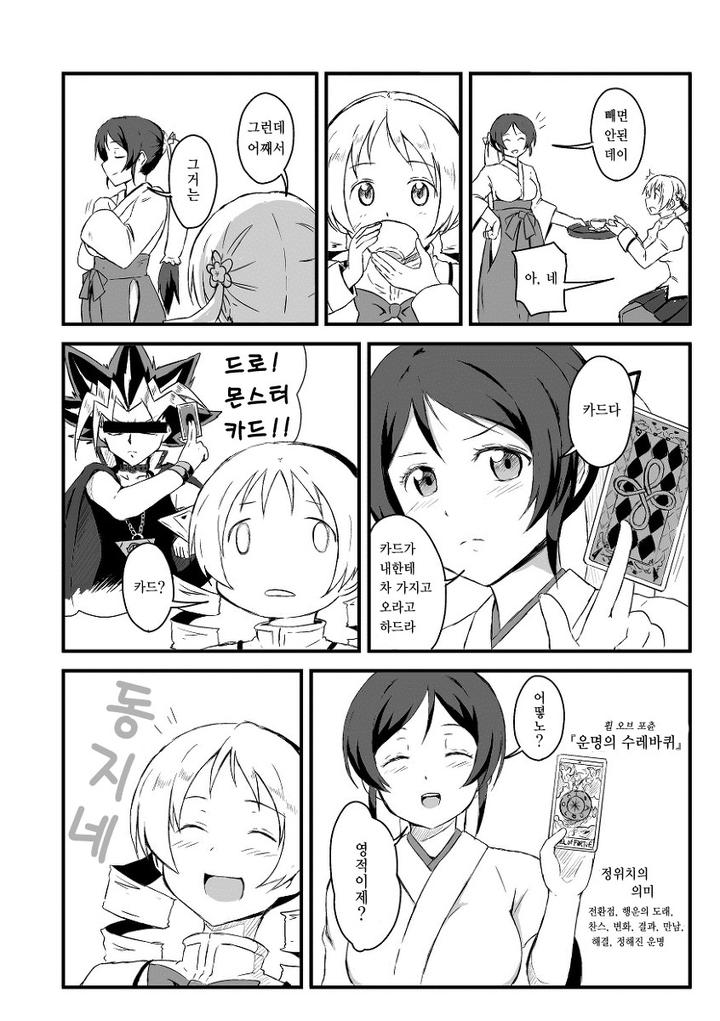 빼면
안된
데이
아, 네
그런데
어째서
그거는
카드다
카드가
내한테
차 가지고
오라고
하드라
드로!
몬스터
카드!!
카드?
어떻노?
휠 오브 포츈
『운명의 수레바퀴』
영적이제?
정위치의
의미
전환점, 행운의 도래,
찬스, 변화, 결과, 만남,
해결, 정해진 운명
동지네